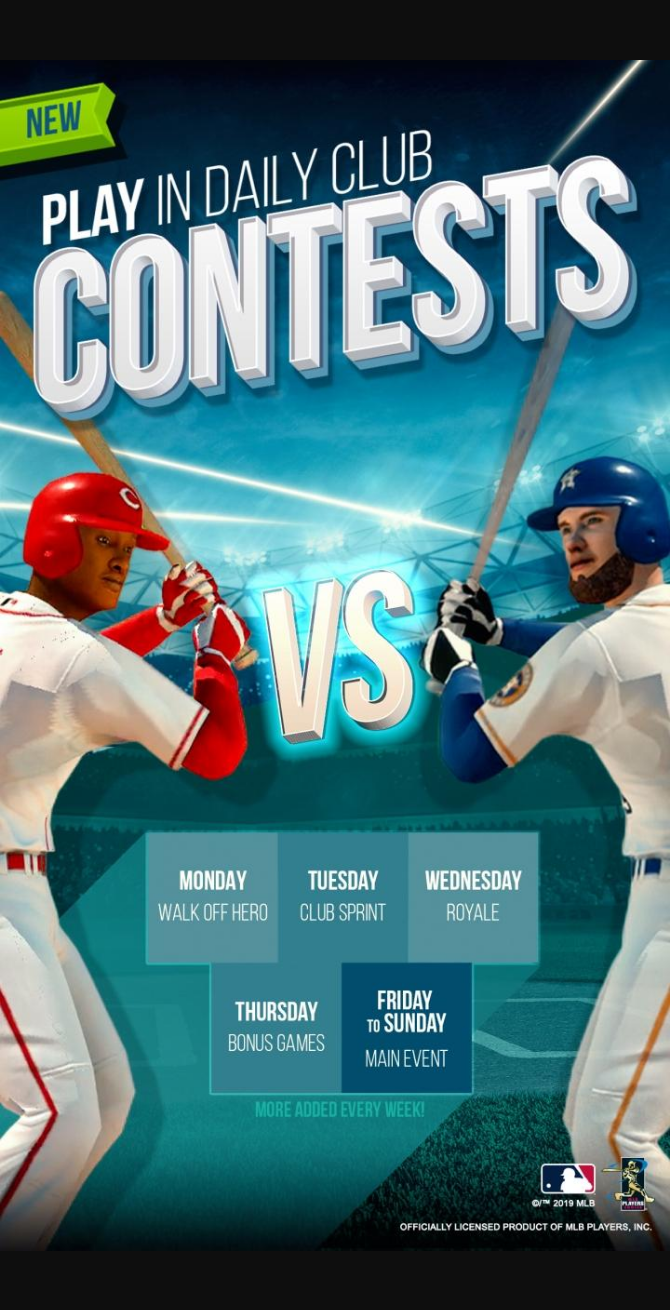 NEW
PLAY IN DAILY CLUB
CONTESTS
C
VS
MONDAY
WALK OFF HERO
TUESDAY
CLUB SPRINT
WEDNESDAY
ROYALE
THURSDAY
BONUS GAMES
FRIDAY
TO SUNDAY
MAIN EVENT
MORE ADDED EVERY WEEK!
©/™ 2019 MLB
PLAYERS
OFFICIALLY LICENSED PRODUCT OF MLB PLAYERS, INC.